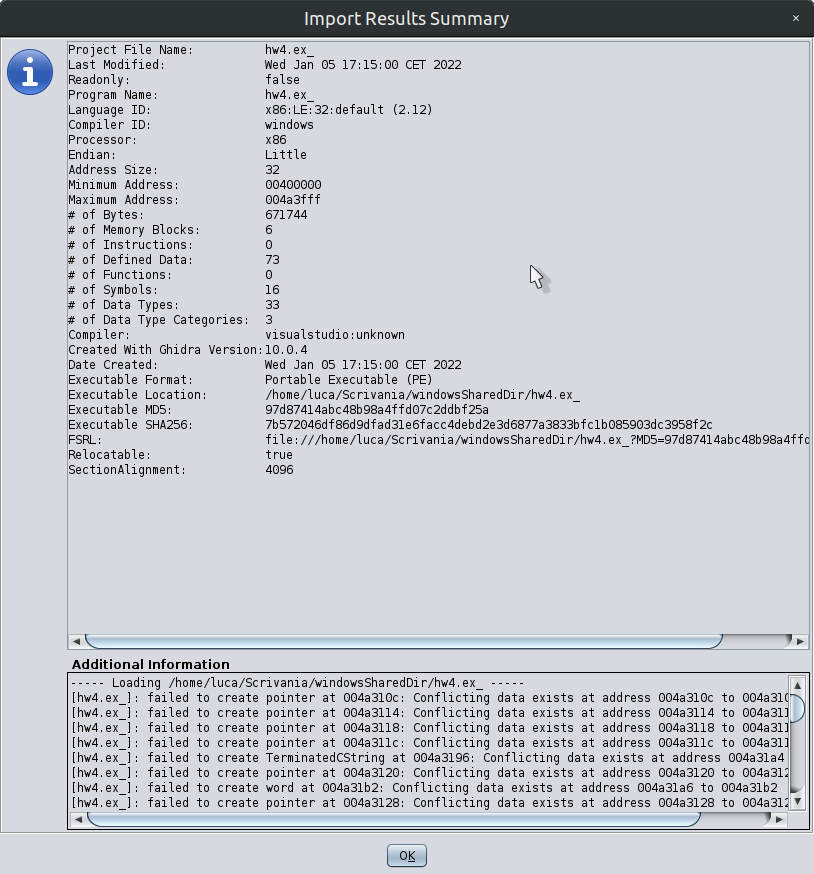 Import Results Summary
Project File Name: hw4.ex_
Last Modified: Wed Jan 05 17:15:00 CET 2022
Readonly: false
Program Name: hw4.ex_
Language ID: x86:LE:32:default (2.12)
Compiler ID: windows
Processor: x86
Endian: Little
Address Size: 32
Minimum Address: 00400000
Maximum Address: 004a3fff
# of Bytes: 671744
# of Memory Blocks: 6
# of Instructions: 0
# of Defined Data: 73
# of Functions: 0
# of Symbols: 16
# of Data Types: 33
# of Data Type Categories: 3
Compiler: visualstudio:unknown
Created With Ghidra Version: 10.0.4
Date Created: Wed Jan 05 17:15:00 CET 2022
Executable Format: Portable Executable (PE)
Executable Location: /home/luca/Scrivania/windowsSharedDir/hw4.ex_
Executable MD5: 97d87414abc48b98a4ffd07c2ddbf25a
Executable SHA256: 7b572046df86d9dfad31e6facc4debd2e3d6877a3833bfc1b085903dc3958f2c
FSRL: file:///home/luca/Scrivania/windowsSharedDir/hw4.ex_?MD5=97d87414abc48b98a4ffd
Relocatable: true
SectionAlignment: 4096
Additional Information
----- Loading /home/luca/Scrivania/windowsSharedDir/hw4.ex_ -----
[hw4.ex_]: failed to create pointer at 004a310c: Conflicting data exists at address 004a310c to 004a310
[hw4.ex_]: failed to create pointer at 004a3114: Conflicting data exists at address 004a3114 to 004a311
[hw4.ex_]: failed to create pointer at 004a3118: Conflicting data exists at address 004a3118 to 004a311
[hw4.ex_]: failed to create pointer at 004a311c: Conflicting data exists at address 004a311c to 004a311
[hw4.ex_]: failed to create TerminatedCString at 004a3196: Conflicting data exists at address 004a31a4
[hw4.ex_]: failed to create pointer at 004a3120: Conflicting data exists at address 004a3120 to 004a312
[hw4.ex_]: failed to create word at 004a31b2: Conflicting data exists at address 004a31a6 to 004a31b2
[hw4.ex_]: failed to create pointer at 004a3128: Conflicting data exists at address 004a3128 to 004a312
OK